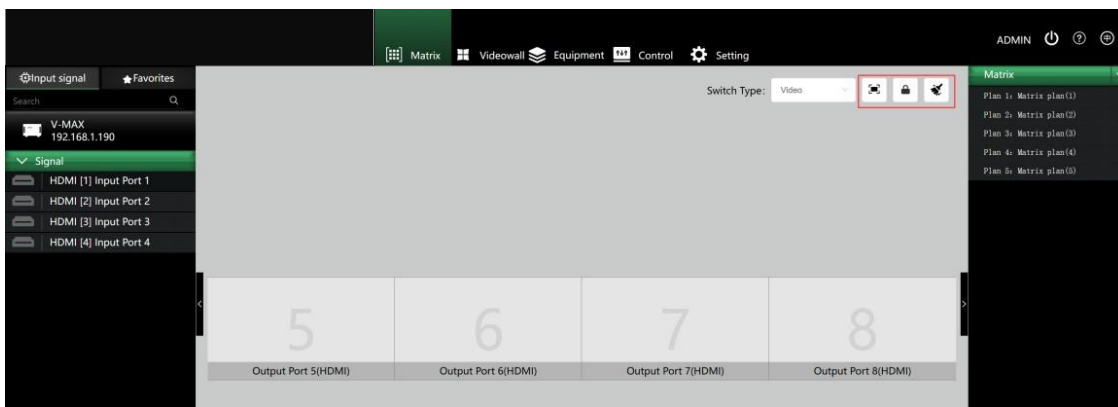 Matrix Videowall Equipment Control Setting
ADMIN ? 中
Input signal Favorites
Search
V-MAX
192.168.1.190
Signal
HDMI [1] Input Port 1
HDMI [2] Input Port 2
HDMI [3] Input Port 3
HDMI [4] Input Port 4
Switch Type: Video
5 6 7 8
Output Port 5(HDMI) Output Port 6(HDMI) Output Port 7(HDMI) Output Port 8(HDMI)
Matrix
Plan 1: Matrix plan(1)
Plan 2: Matrix plan(2)
Plan 3: Matrix plan(3)
Plan 4: Matrix plan(4)
Plan 5: Matrix plan(5)